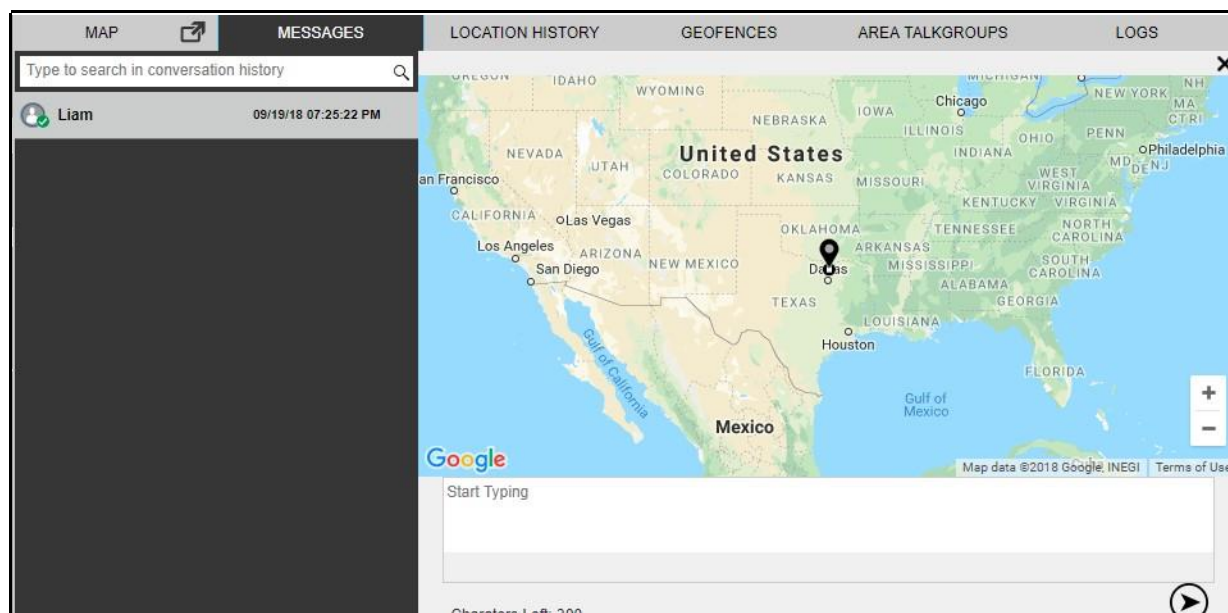 MAP
MESSAGES
LOCATION HISTORY
GEOFENCES
AREA TALKGROUPS
LOGS
Type to search in conversation history
Liam
09/19/18 07:25:22 PM
OREGON
IDAHO
WYOMING
MICHIGAN
NEW YORK
NH
MA
CT RI
Chicago
IOWA
NEBRASKA
ILLINOIS
OHIO
PENN
NEVADA
UTAH
United States
INDIANA
Philadelphia
MD
DE NJ
an Francisco
COLORADO
KANSAS
MISSOURI
WEST
VIRGINIA
KENTUCKY
VIRGINIA
CALIFORNIA
Las Vegas
OKLAHOMA
TENNESSEE
NORTH
CAROLINA
Los Angeles
ARIZONA
NEW MEXICO
ARKANSAS
San Diego
Dallas
MISSISSIPPI
SOUTH
CAROLINA
ALABAMA
TEXAS
GEORGIA
LOUISIANA
Houston
Gulf of California
FLORIDA
Gulf of
Mexico
Mexico
+
−
Google
Map data ©2018 Google, INEGI
Terms of Use
Start Typing